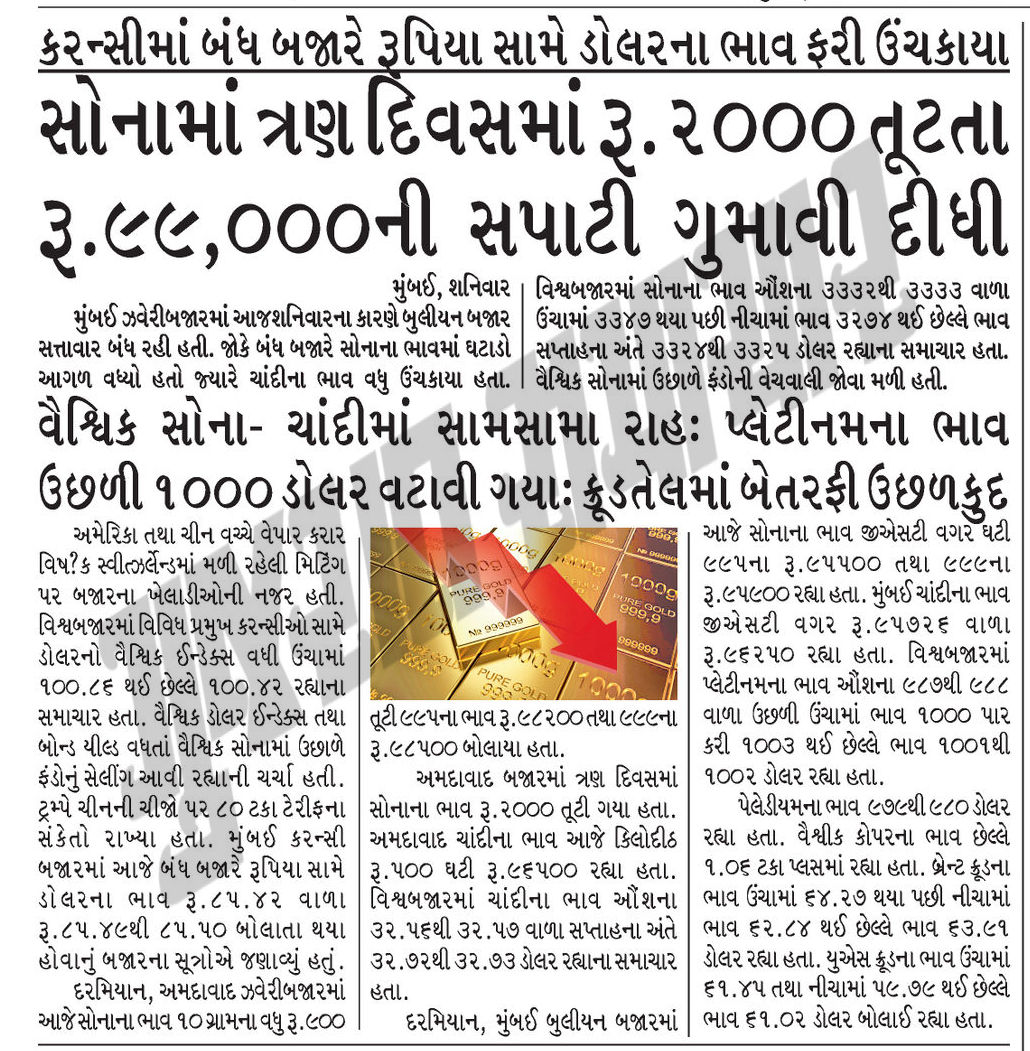 કરન્સીમાં બંધ બજારે રૂપિયા સામે ડોલરના ભાવ ફરી ઉંચકાયા
સોનામાં ત્રણ દિવસમાં રૂ. ૨૦૦૦ તૂટતા
રૂ.૯૯,૦૦૦ની સપાટી ગુમાવી દીધી
મુંબઈ, શનિવાર
મુંબઈ ઝવેરીબજારમાં આજશનિવારના કારણે બુલીયન બજાર
સત્તાવાર બંધ રહી હતી. જોકે બંધ બજારે સોનાના ભાવમાં ઘટાડો
આગળ વધ્યો હતો જ્યારે ચાંદીના ભાવ વધુ ઉંચકાયા હતા.
વિશ્વબજારમાં સોનાના ભાવ ઔંશના ૩૩૩૨થી ૩૩૩૩ વાળા
ઉંચામાં ૩૩૪૭ થયા પછી નીચામાં ભાવ ૩૨૭૪ થઈ છેલ્લે ભાવ
સપ્તાહના અંતે ૩૩૨૪થી ૩૩૨૫ ડોલર રહ્યાના સમાચાર હતા.
વૈશ્વિક સોનામાં ઉછાળે ફંડોની વેચવાલી જોવા મળી હતી.
વૈશ્વિક સોના- ચાંદીમાં સામસામા રાહઃ પ્લેટીનમના ભાવ
ઉછળી ૧૦૦૦ ડોલર વટાવી ગયાઃ ક્રૂડતેલમાં બેતરફી ઉછળકુદ
અમેરિકા તથા ચીન વચ્ચે વેપાર કરાર
વિષ?ક સ્વીત્ઝર્લેન્ડમાં મળી રહેલી મિટિંગ
પર બજારના ખેલાડીઓની નજર હતી.
વિશ્વબજારમાં વિવિધ પ્રમુખ કરન્સીઓ સામે
ડોલરનો વૈશ્વિક ઈન્ડેક્સ વધી ઉંચામાં
૧૦૦.૮૬ થઈ છેલ્લે ૧૦૦.૪૨ રહ્યાના
સમાચાર હતા. વૈશ્વિક ડોલર ઈન્ડેક્સ તથા
બોન્ડ યીલ્ડ વધતાં વૈશ્વિક સોનામાં ઉછાળે
ફંડોનું સેલીંગ આવી રહ્યાની ચર્ચા હતી.
ટ્રમ્પે ચીનની ચીજો પર ૮૦ ટકા ટેરીફના
સંકેતો રાખ્યા હતા. મુંબઈ કરન્સી
બજારમાં આજે બંધ બજારે રૂપિયા સામે
ડોલરના ભાવ રૂ.૮૫.૪૨ વાળા
રૂ.૮૫.૪૯થી ૮૫.૫૦ બોલાતા થયા
હોવાનું બજારના સૂત્રોએ જણાવ્યું હતું.
દરમિયાન, અમદાવાદ ઝવેરીબજારમાં
આજે સોનાના ભાવ ૧૦ ગ્રામના વધુ રૂ.૯૦૦
1000g
PURE GOLD
999,9
№ 999999
તૂટી ૯૯૫ના ભાવ રૂ.૯૮૨૦૦ તથા ૯૯૯ના
રૂ.૯૮૫૦૦ બોલાયા હતા.
અમદાવાદ બજારમાં ત્રણ દિવસમાં
સોનાના ભાવ રૂ.૨૦૦૦ તૂટી ગયા હતા.
અમદાવાદ ચાંદીના ભાવ આજે કિલોદીઠ
રૂ.૫૦૦ ઘટી રૂ.૯૬૫૦૦ રહ્યા હતા.
વિશ્વબજારમાં ચાંદીના ભાવ ઔંશના
૩૨.૫૬થી ૩૨.૫૭ વાળા સપ્તાહના અંતે
૩૨.૭૨થી ૩૨.૭૩ ડોલર રહ્યાના સમાચાર
હતા.
દરમિયાન, મુંબઈ બુલીયન બજારમાં
આજે સોનાના ભાવ જીએસટી વગર ઘટી
૯૯૫ના રૂ.૯૫૫૦૦ તથા ૯૯૯ના
રૂ.૯૫૯૦૦ રહ્યા હતા. મુંબઈ ચાંદીના ભાવ
જીએસટી વગર રૂ.૯૫૭૨૬ વાળા
રૂ.૯૬૨૫૦ રહ્યા હતા. વિશ્વબજારમાં
પ્લેટીનમના ભાવ ઔંશના ૯૮૭થી ૯૮૮
વાળા ઉછળી ઉંચામાં ભાવ ૧૦૦૦ પાર
કરી ૧૦૦૩ થઈ છેલ્લે ભાવ ૧૦૦૧થી
૧૦૦૨ ડોલર રહ્યા હતા.
પેલેડીયમના ભાવ ૯૭૯થી ૯૮૦ ડોલર
રહ્યા હતા. વૈશ્વીક કોપરના ભાવ છેલ્લે
૧.૦૬ ટકા પ્લસમાં રહ્યા હતા. બ્રેન્ટ ક્રૂડના
ભાવ ઉંચામાં ૬૪.૨૭ થયા પછી નીચામાં
ભાવ ૬૨.૮૪ થઈ છેલ્લે ભાવ ૬૩.૯૧
ડોલર રહ્યા હતા. યુએસ ક્રૂડના ભાવ ઉંચામાં
૬૧.૪૫ તથા નીચામાં ૫૯.૭૯ થઈ છેલ્લે
ભાવ ૬૧.૦૨ ડોલર બોલાઈ રહ્યા હતા.